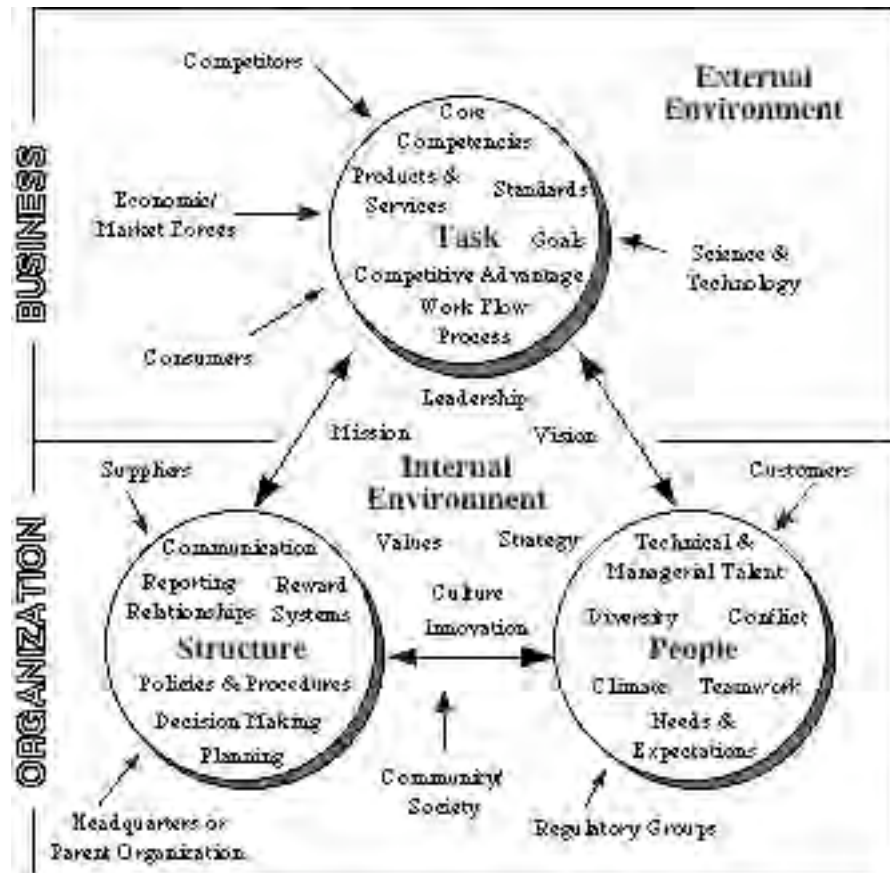 BUSINESS
Competitors
External
Environment
Core
Competencies
Products &
Services
Standards
Economic/
Market Forces
Task
Goals
Science &
Technology
Competitive Advantage
Work Flow
Process
Consumers
Leadership
Mission
Vision
ORGANIZATION
Suppliers
Internal
Environment
Customers
Values
Strategy
Communication
Reporting
Relationships
Reward
Systems
Structure
Policies & Procedures
Decision Making
Planning
Culture
Innovation
Technical &
Managerial Talent
Diversity
Conflict
People
Climate
Teamwork
Needs &
Expectations
Headquarters or
Parent Organization
Community/
Society
Regulatory Groups